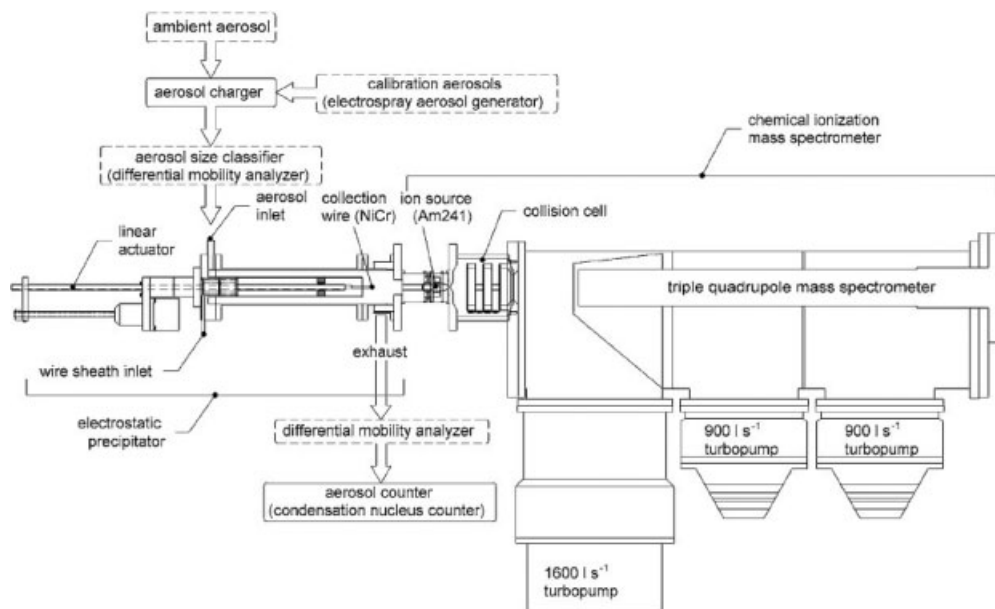 ambient aerosol
aerosol charger
calibration aerosols
(electrospray aerosol generator)
chemical ionization
mass spectrometer
aerosol size classifier
(differential mobility analyzer)
aerosol
inlet
collection
wire (NiCr)
ion source
(Am241)
collision cell
linear
actuator
triple quadrupole mass spectrometer
wire sheath inlet
exhaust
electrostatic
precipitator
differential mobility analyzer
900 l s⁻¹
turbopump
900 l s⁻¹
turbopump
aerosol counter
(condensation nucleus counter)
1600 l s⁻¹
turbopump